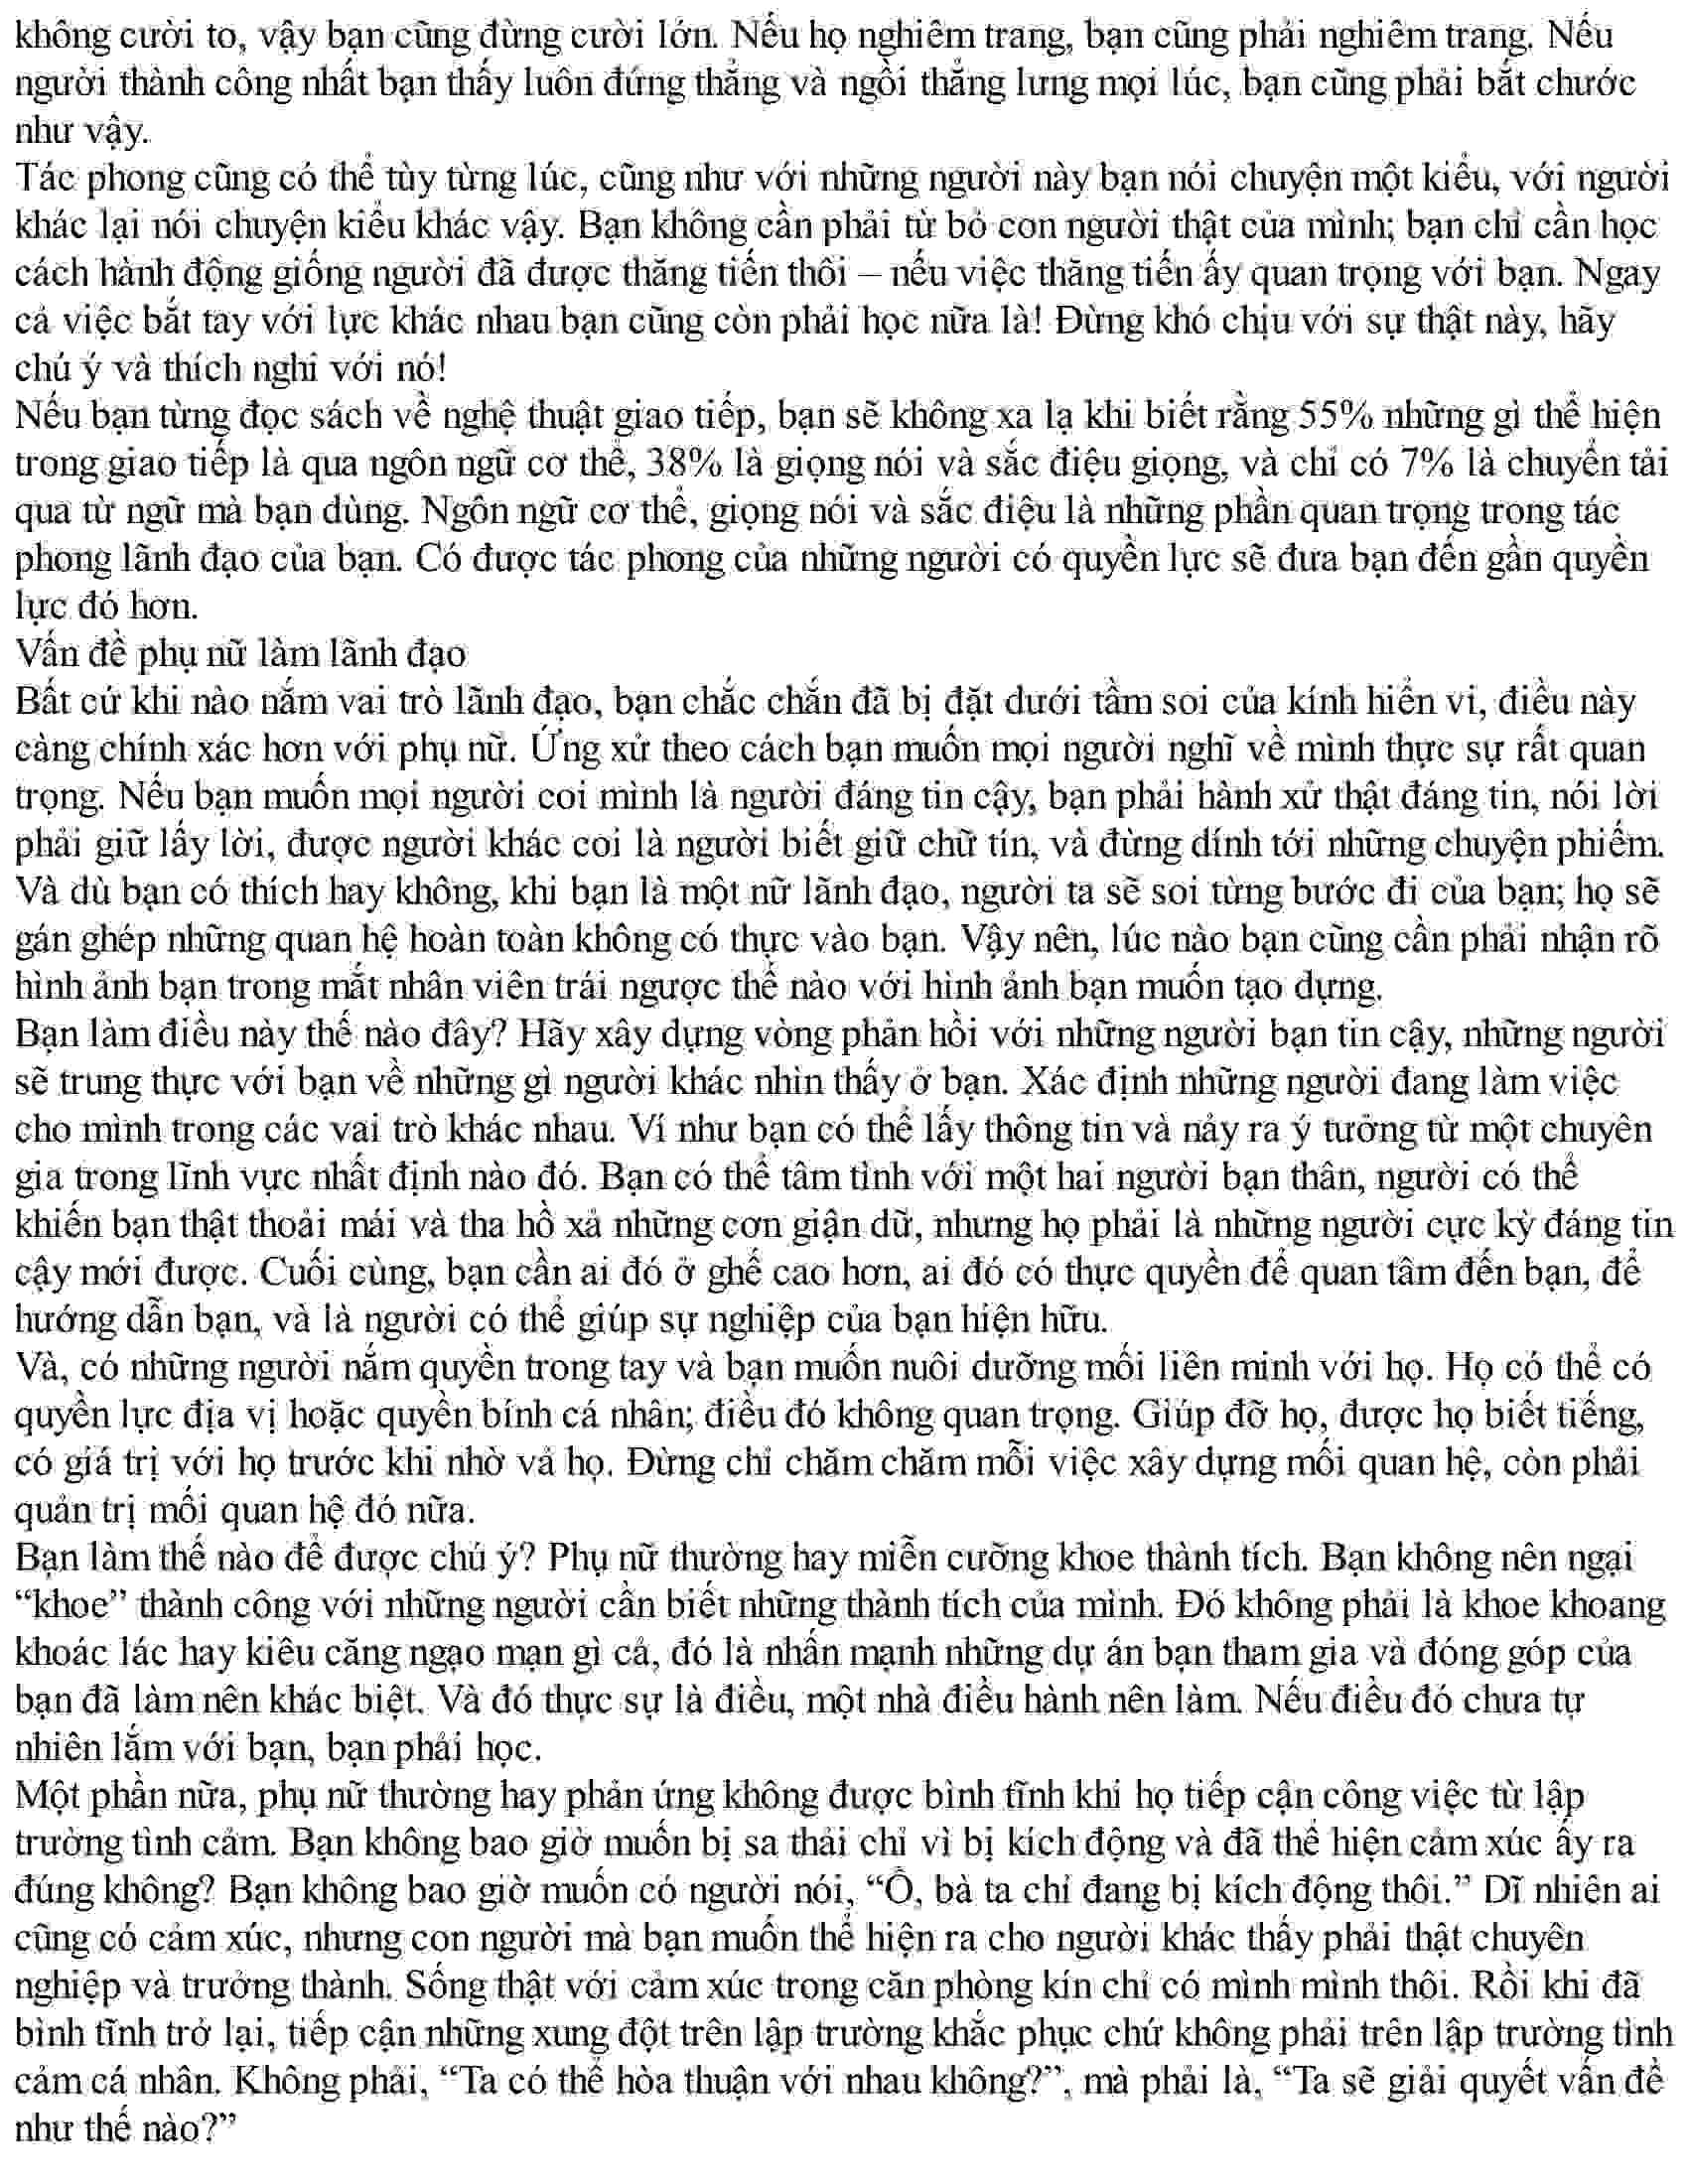 không cười to, vậy bạn cũng đừng cười lớn. Nếu họ nghiêm trang, bạn cũng phải nghiêm trang. Nếu
người thành công nhất bạn thấy luôn đứng thẳng và ngồi thẳng lưng mọi lúc, bạn cũng phải bắt chước
như vậy.
Tác phong cũng có thể tùy từng lúc, cũng như với những người này bạn nói chuyện một kiểu, với người
khác lại nói chuyện kiểu khác vậy. Bạn không cần phải từ bỏ con người thật của mình; bạn chỉ cần học
cách hành động giống người đã được thăng tiến thôi – nếu việc thăng tiến ấy quan trọng với bạn. Ngay
cả việc bắt tay với lực khác nhau bạn cũng còn phải học nữa là! Đừng khó chịu với sự thật này, hãy
chú ý và thích nghi với nó!
Nếu bạn từng đọc sách về nghệ thuật giao tiếp, bạn sẽ không xa lạ khi biết rằng 55% những gì thể hiện
trong giao tiếp là qua ngôn ngữ cơ thể, 38% là giọng nói và sắc điệu giọng, và chỉ có 7% là chuyển tải
qua từ ngữ mà bạn dùng. Ngôn ngữ cơ thể, giọng nói và sắc điệu là những phần quan trọng trong tác
phong lãnh đạo của bạn. Có được tác phong của những người có quyền lực sẽ đưa bạn đến gần quyền
lực đó hơn.
Vấn đề phụ nữ làm lãnh đạo
Bất cứ khi nào nắm vai trò lãnh đạo, bạn chắc chắn đã bị đặt dưới tầm soi của kính hiển vi, điều này
càng chính xác hơn với phụ nữ. Ứng xử theo cách bạn muốn mọi người nghĩ về mình thực sự rất quan
trọng. Nếu bạn muốn mọi người coi mình là người đáng tin cậy, bạn phải hành xử thật đáng tin, nói lời
phải giữ lấy lời, được người khác coi là người biết giữ chữ tín, và đừng dính tới những chuyện phiếm.
Và dù bạn có thích hay không, khi bạn là một nữ lãnh đạo, người ta sẽ soi từng bước đi của bạn; họ sẽ
gán ghép những quan hệ hoàn toàn không có thực vào bạn. Vậy nên, lúc nào bạn cũng cần phải nhận rõ
hình ảnh bạn trong mắt nhân viên trái ngược thế nào với hình ảnh bạn muốn tạo dựng.
Bạn làm điều này thế nào đây? Hãy xây dựng vòng phản hồi với những người bạn tin cậy, những người
sẽ trung thực với bạn về những gì người khác nhìn thấy ở bạn. Xác định những người đang làm việc
cho mình trong các vai trò khác nhau. Ví như bạn có thể lấy thông tin và nảy ra ý tưởng từ một chuyên
gia trong lĩnh vực nhất định nào đó. Bạn có thể tâm tình với một hai người bạn thân, người có thể
khiến bạn thật thoải mái và tha hồ xả những cơn giận dữ, nhưng họ phải là những người cực kỳ đáng tin
cậy mới được. Cuối cùng, bạn cần ai đó ở ghế cao hơn, ai đó có thực quyền để quan tâm đến bạn, để
hướng dẫn bạn, và là người có thể giúp sự nghiệp của bạn hiện hữu.
Và, có những người nắm quyền trong tay và bạn muốn nuôi dưỡng mối liên minh với họ. Họ có thể có
quyền lực địa vị hoặc quyền bính cá nhân; điều đó không quan trọng. Giúp đỡ họ, được họ biết tiếng,
có giá trị với họ trước khi nhờ vả họ. Đừng chỉ chăm chăm mỗi việc xây dựng mối quan hệ, còn phải
quản trị mối quan hệ đó nữa.
Bạn làm thế nào để được chú ý? Phụ nữ thường hay miễn cưỡng khoe thành tích. Bạn không nên ngại
“khoe” thành công với những người cần biết những thành tích của mình. Đó không phải là khoe khoang
khoác lác hay kiêu căng ngạo mạn gì cả, đó là nhấn mạnh những dự án bạn tham gia và đóng góp của
bạn đã làm nên khác biệt. Và đó thực sự là điều, một nhà điều hành nên làm. Nếu điều đó chưa tự
nhiên lắm với bạn, bạn phải học.
Một phần nữa, phụ nữ thường hay phản ứng không được bình tĩnh khi họ tiếp cận công việc từ lập
trường tình cảm. Bạn không bao giờ muốn bị sa thải chỉ vì bị kích động và đã thể hiện cảm xúc ấy ra
đúng không? Bạn không bao giờ muốn có người nói, “Ồ, bà ta chỉ đang bị kích động thôi.” Dĩ nhiên ai
cũng có cảm xúc, nhưng con người mà bạn muốn thể hiện ra cho người khác thấy phải thật chuyên
nghiệp và trưởng thành. Sống thật với cảm xúc trong căn phòng kín chỉ có mình mình thôi. Rồi khi đã
bình tĩnh trở lại, tiếp cận những xung đột trên lập trường khắc phục chứ không phải trên lập trường tình
cảm cá nhân. Không phải, “Ta có thể hòa thuận với nhau không?”, mà phải là, “Ta sẽ giải quyết vấn đề
như thế nào?”